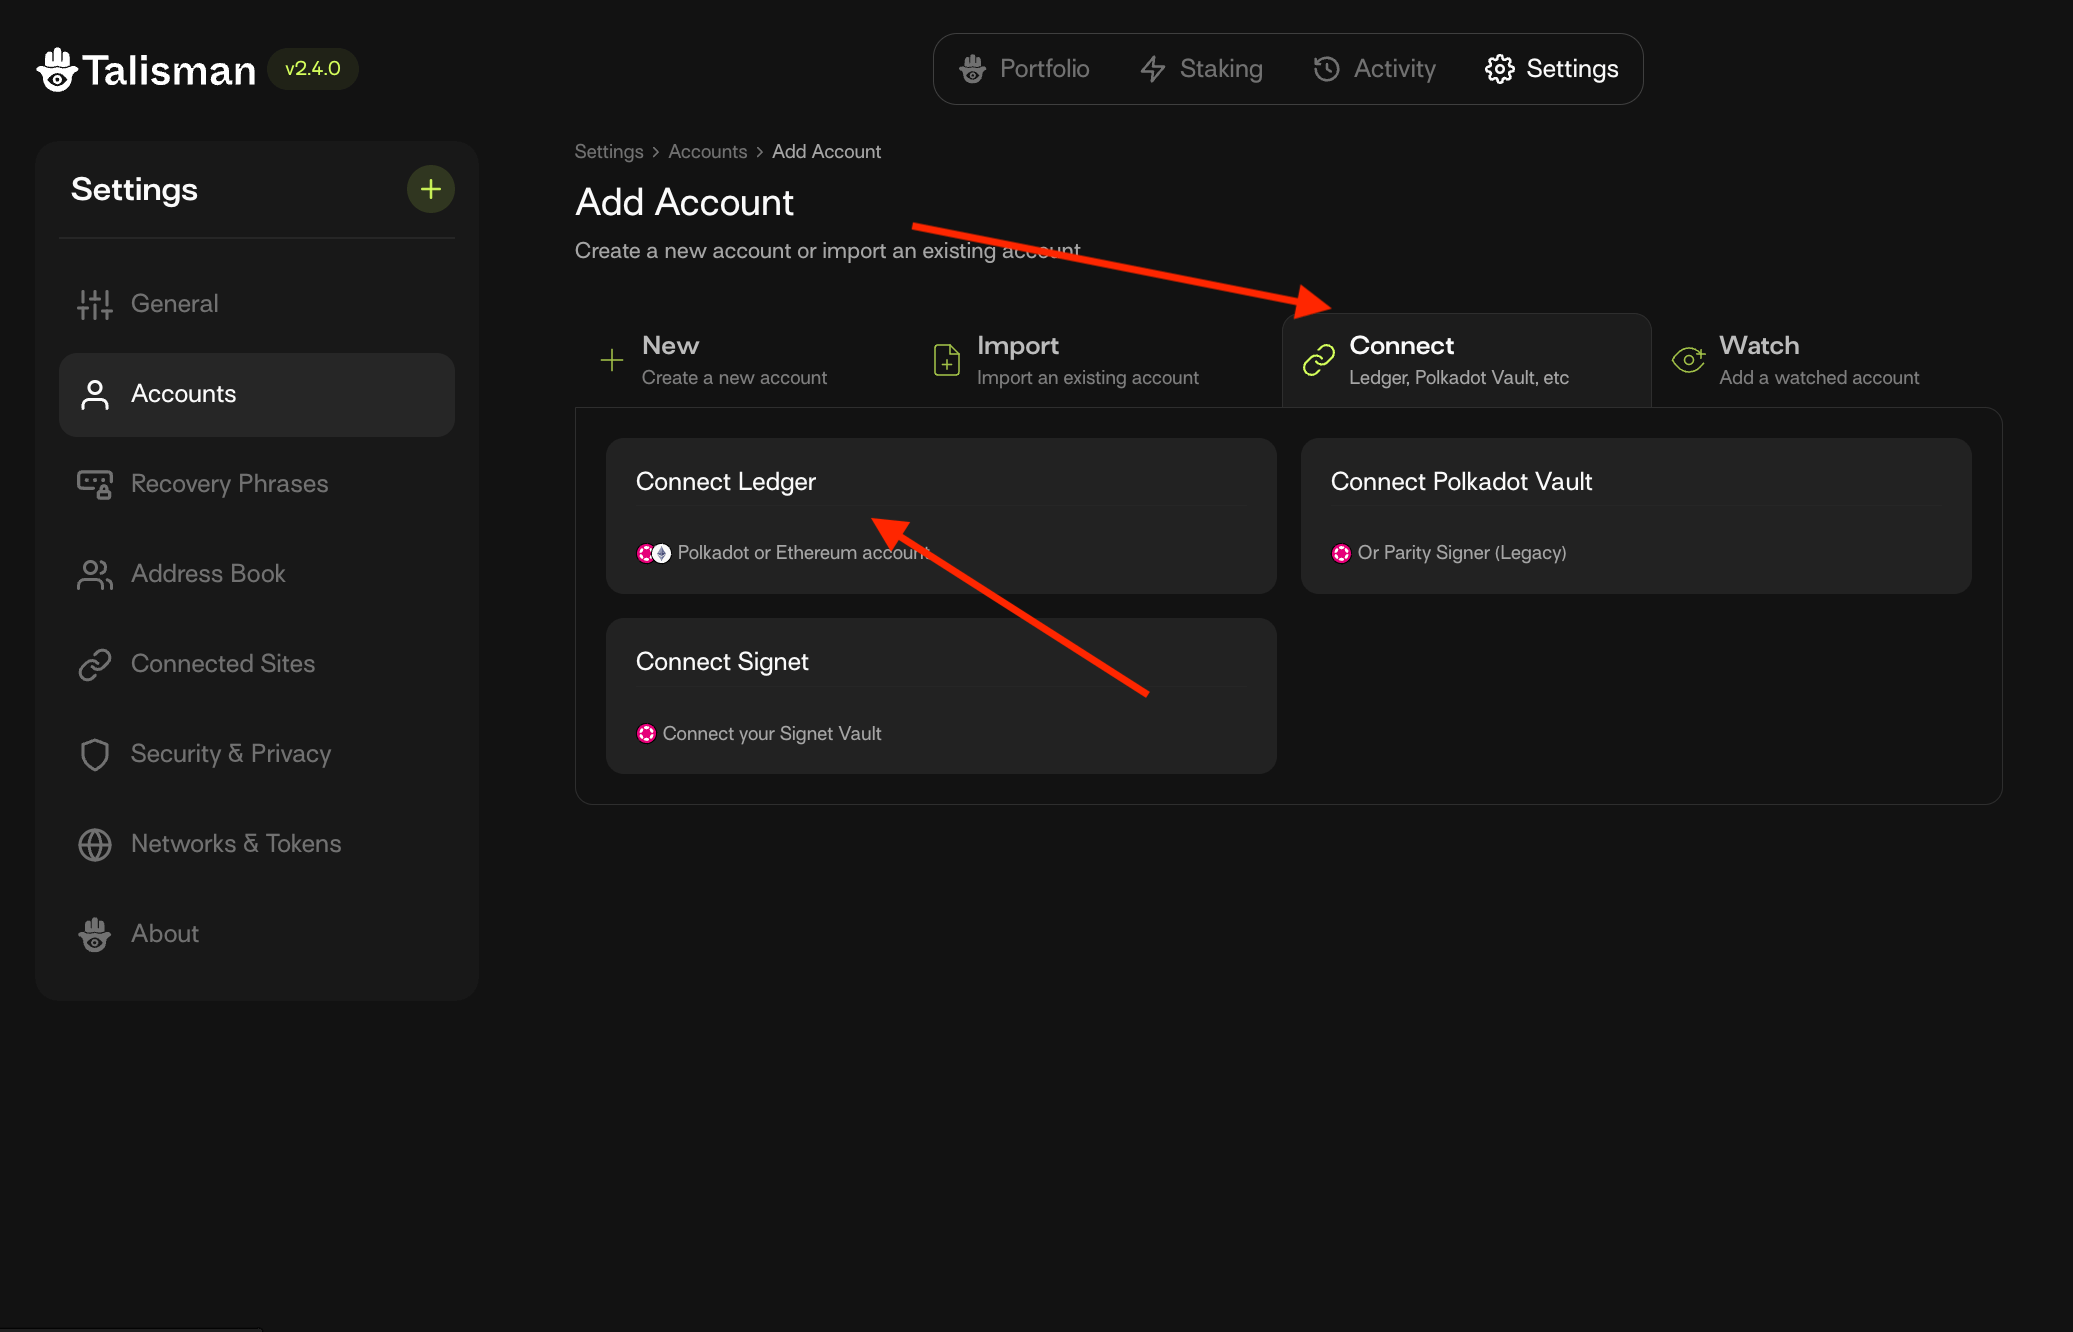 Talisman
v2.4.0
Portfolio
Staking
Activity
Settings
Settings
General
Accounts
Recovery Phrases
Address Book
Connected Sites
Security & Privacy
Networks & Tokens
About
Settings > Accounts > Add Account
Add Account
Create a new account or import an existing account
New
Create a new account
Import
Import an existing account
Connect
Ledger, Polkadot Vault, etc
Watch
Add a watched account
Connect Ledger
Polkadot or Ethereum account
Connect Polkadot Vault
Or Parity Signer (Legacy)
Connect Signet
Connect your Signet Vault